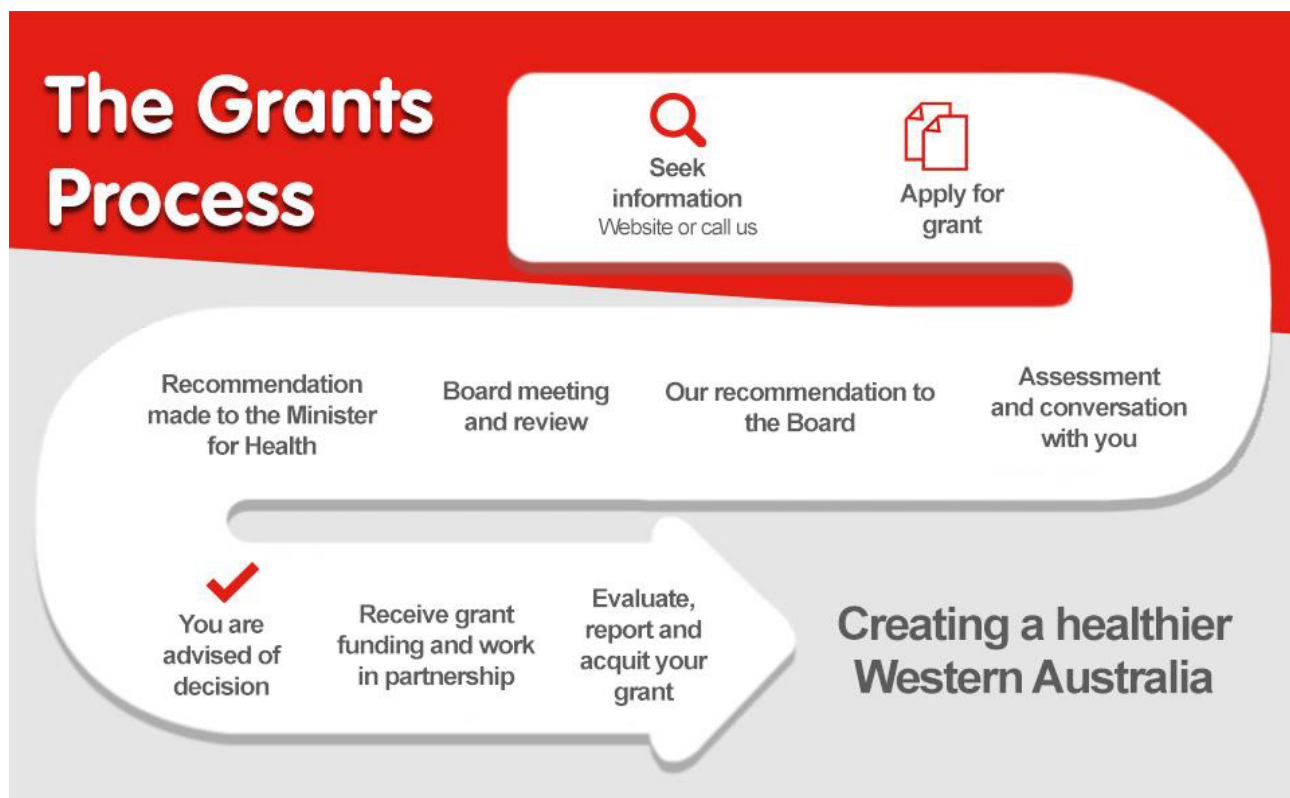 The Grants
Process
Seek
information
Website or call us
Apply for
grant
Assessment
and conversation
with you
Our recommendation to
the Board
Board meeting
and review
Recommendation
made to the Minister
for Health
You are
advised of
decision
Receive grant
funding and work
in partnership
Evaluate,
report and
acquit your
grant
Creating a healthier
Western Australia